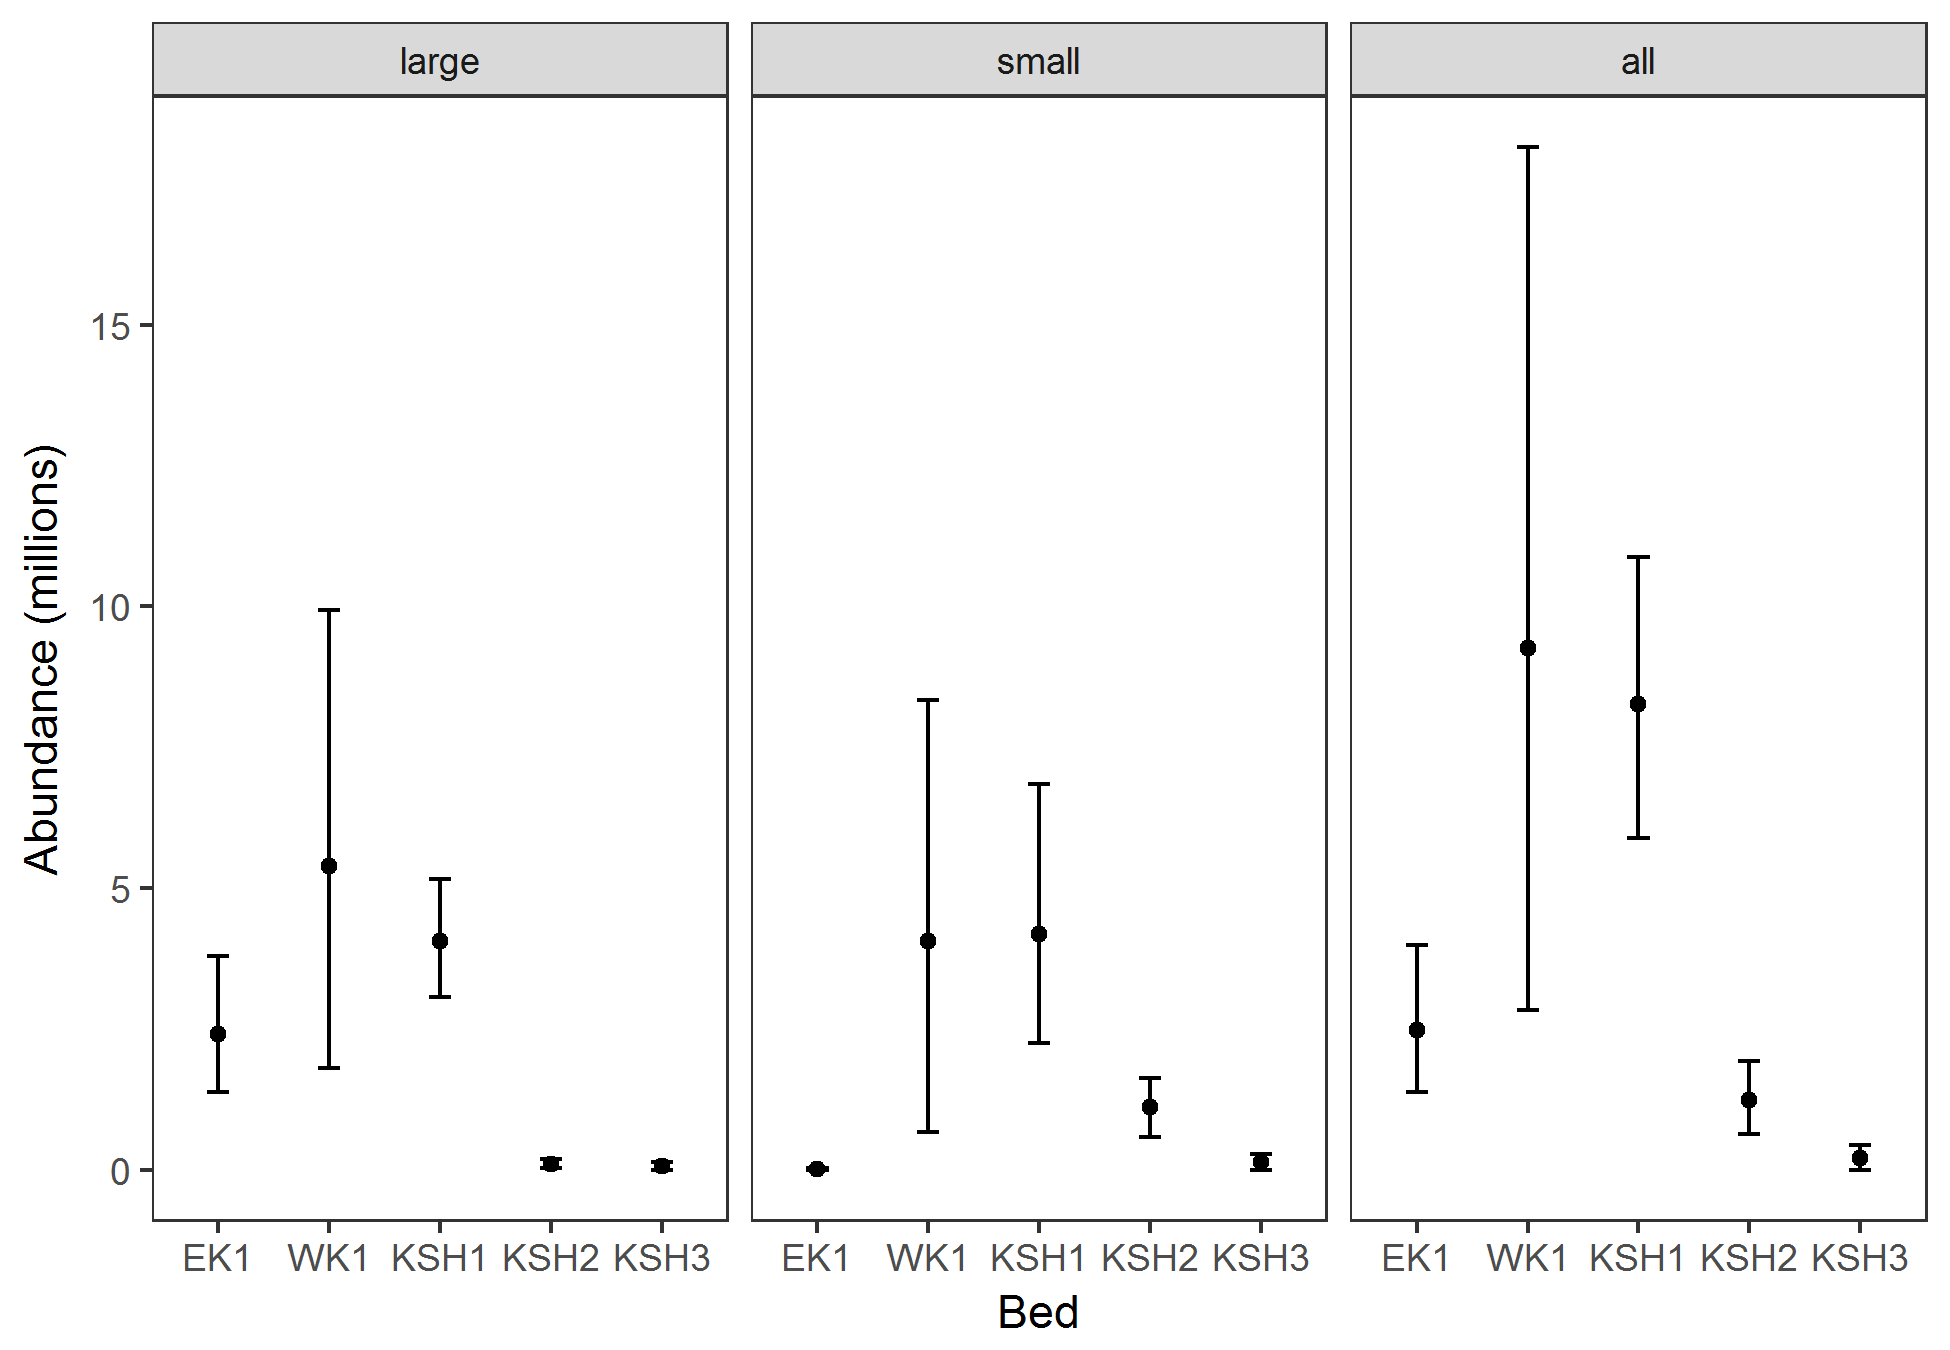 large small all
Abundance (millions)
15
10
5
0
EK1 WK1 KSH1 KSH2 KSH3 EK1 WK1 KSH1 KSH2 KSH3 EK1 WK1 KSH1 KSH2 KSH3
Bed